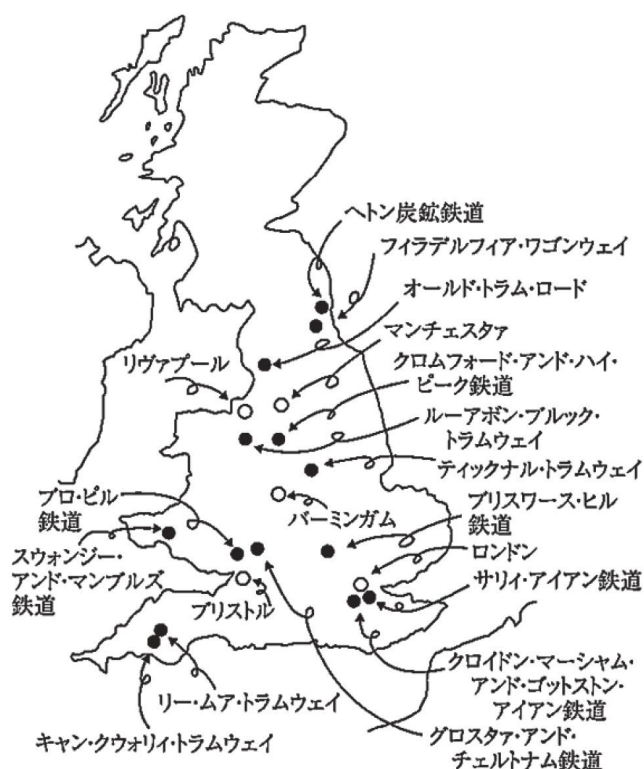 ヘトン炭鉱鉄道
フィラデルフィア・ワゴンウェイ
オールド・トラム・ロード
マンチェスタァ
リヴァプール
クロムフォード・アンド・ハイ・
ピーク鉄道
ルーアボン・ブルック・
トラムウェイ
ティックナル・トラムウェイ
ブロ・ピル
鉄道
バーミンガム
ブリスワース・ヒル
鉄道
スウォンジー・
アンド・マンブルズ
鉄道
ロンドン
ブリストル
サリィ・アイアン鉄道
クロイドン・マーシャム・
アンド・ゴットストン・
アイアン鉄道
リー・ムア・トラムウェイ
キャン・クウォリィ・トラムウェイ
グロスタァ・アンド・
チェルトナム鉄道